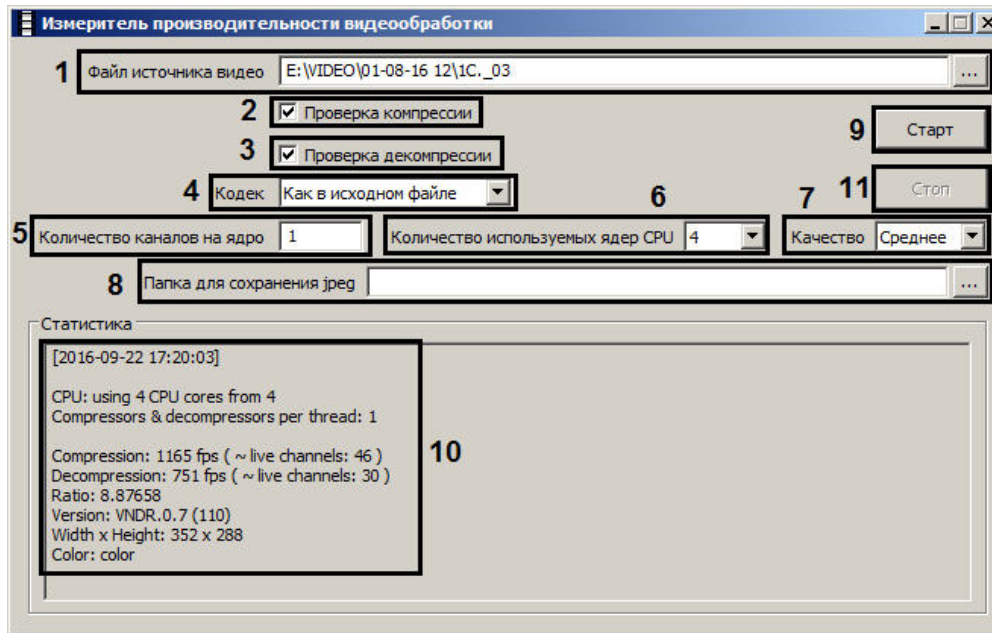 Измеритель производительности видеообработки
1 Файл источника видео E:\VIDEO\01-08-16 12\1C._03 ...
2 Проверка компрессии
9 Старт
3 Проверка декомпрессии
4 Кодек Как в исходном файле
11 Стоп
6
7
5 Количество каналов на ядро 1 Количество используемых ядер CPU 4 Качество Среднее
8 Папка для сохранения jpeg ...
Статистика
[2016-09-22 17:20:03]
CPU: using 4 CPU cores from 4
Compressors & decompressors per thread: 1
Compression: 1165 fps ( ~ live channels: 46 )
10
Decompression: 751 fps ( ~ live channels: 30 )
Ratio: 8.87658
Version: VNDR.0.7 (110)
Width x Height: 352 x 288
Color: color